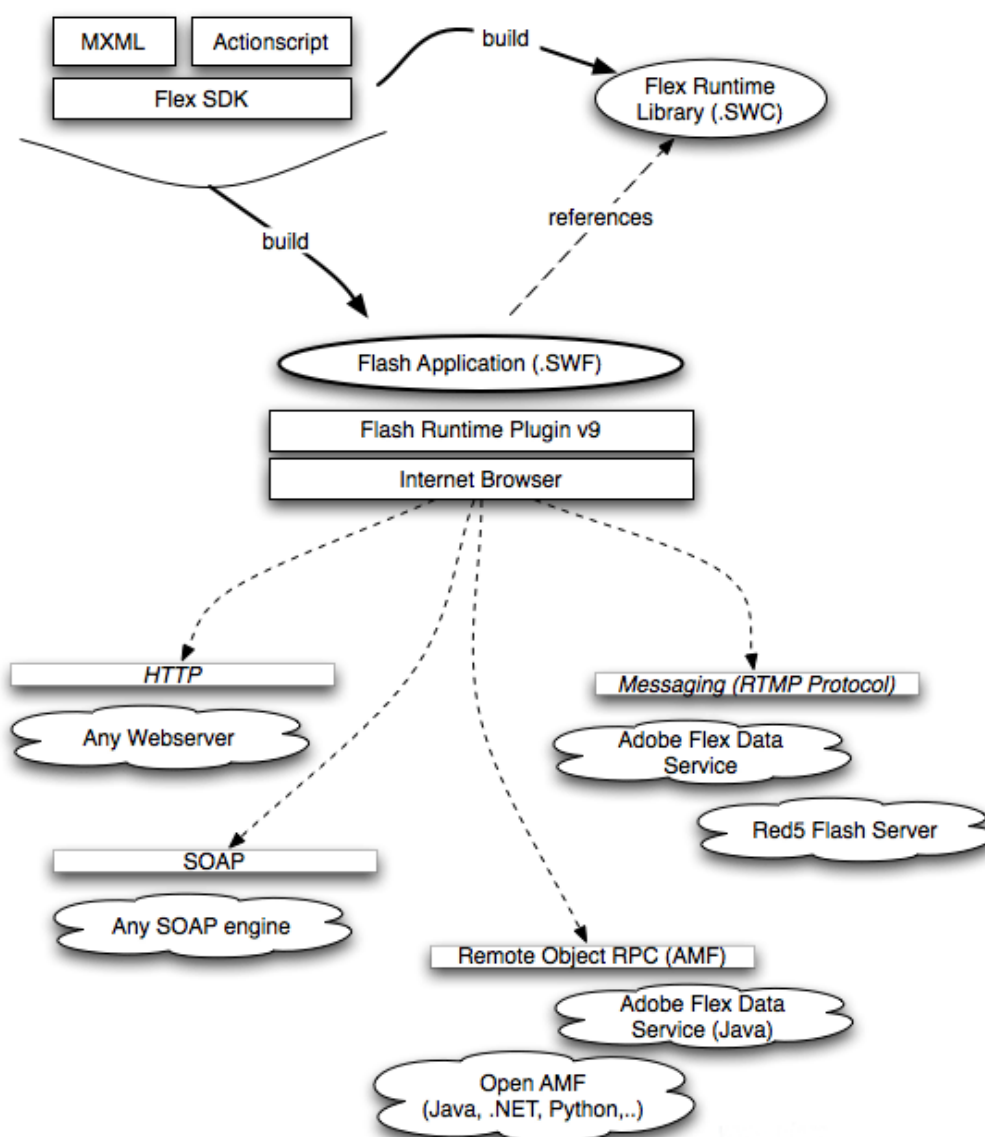 MXML
Actionscript
Flex SDK
build
Flex Runtime
Library (.SWC)
references
build
Flash Application (.SWF)
Flash Runtime Plugin v9
Internet Browser
HTTP
Any Webserver
Messaging (RTMP Protocol)
Adobe Flex Data
Service
Red5 Flash Server
SOAP
Any SOAP engine
Remote Object RPC (AMF)
Adobe Flex Data
Service (Java)
Open AMF
(Java, .NET, Python,..)